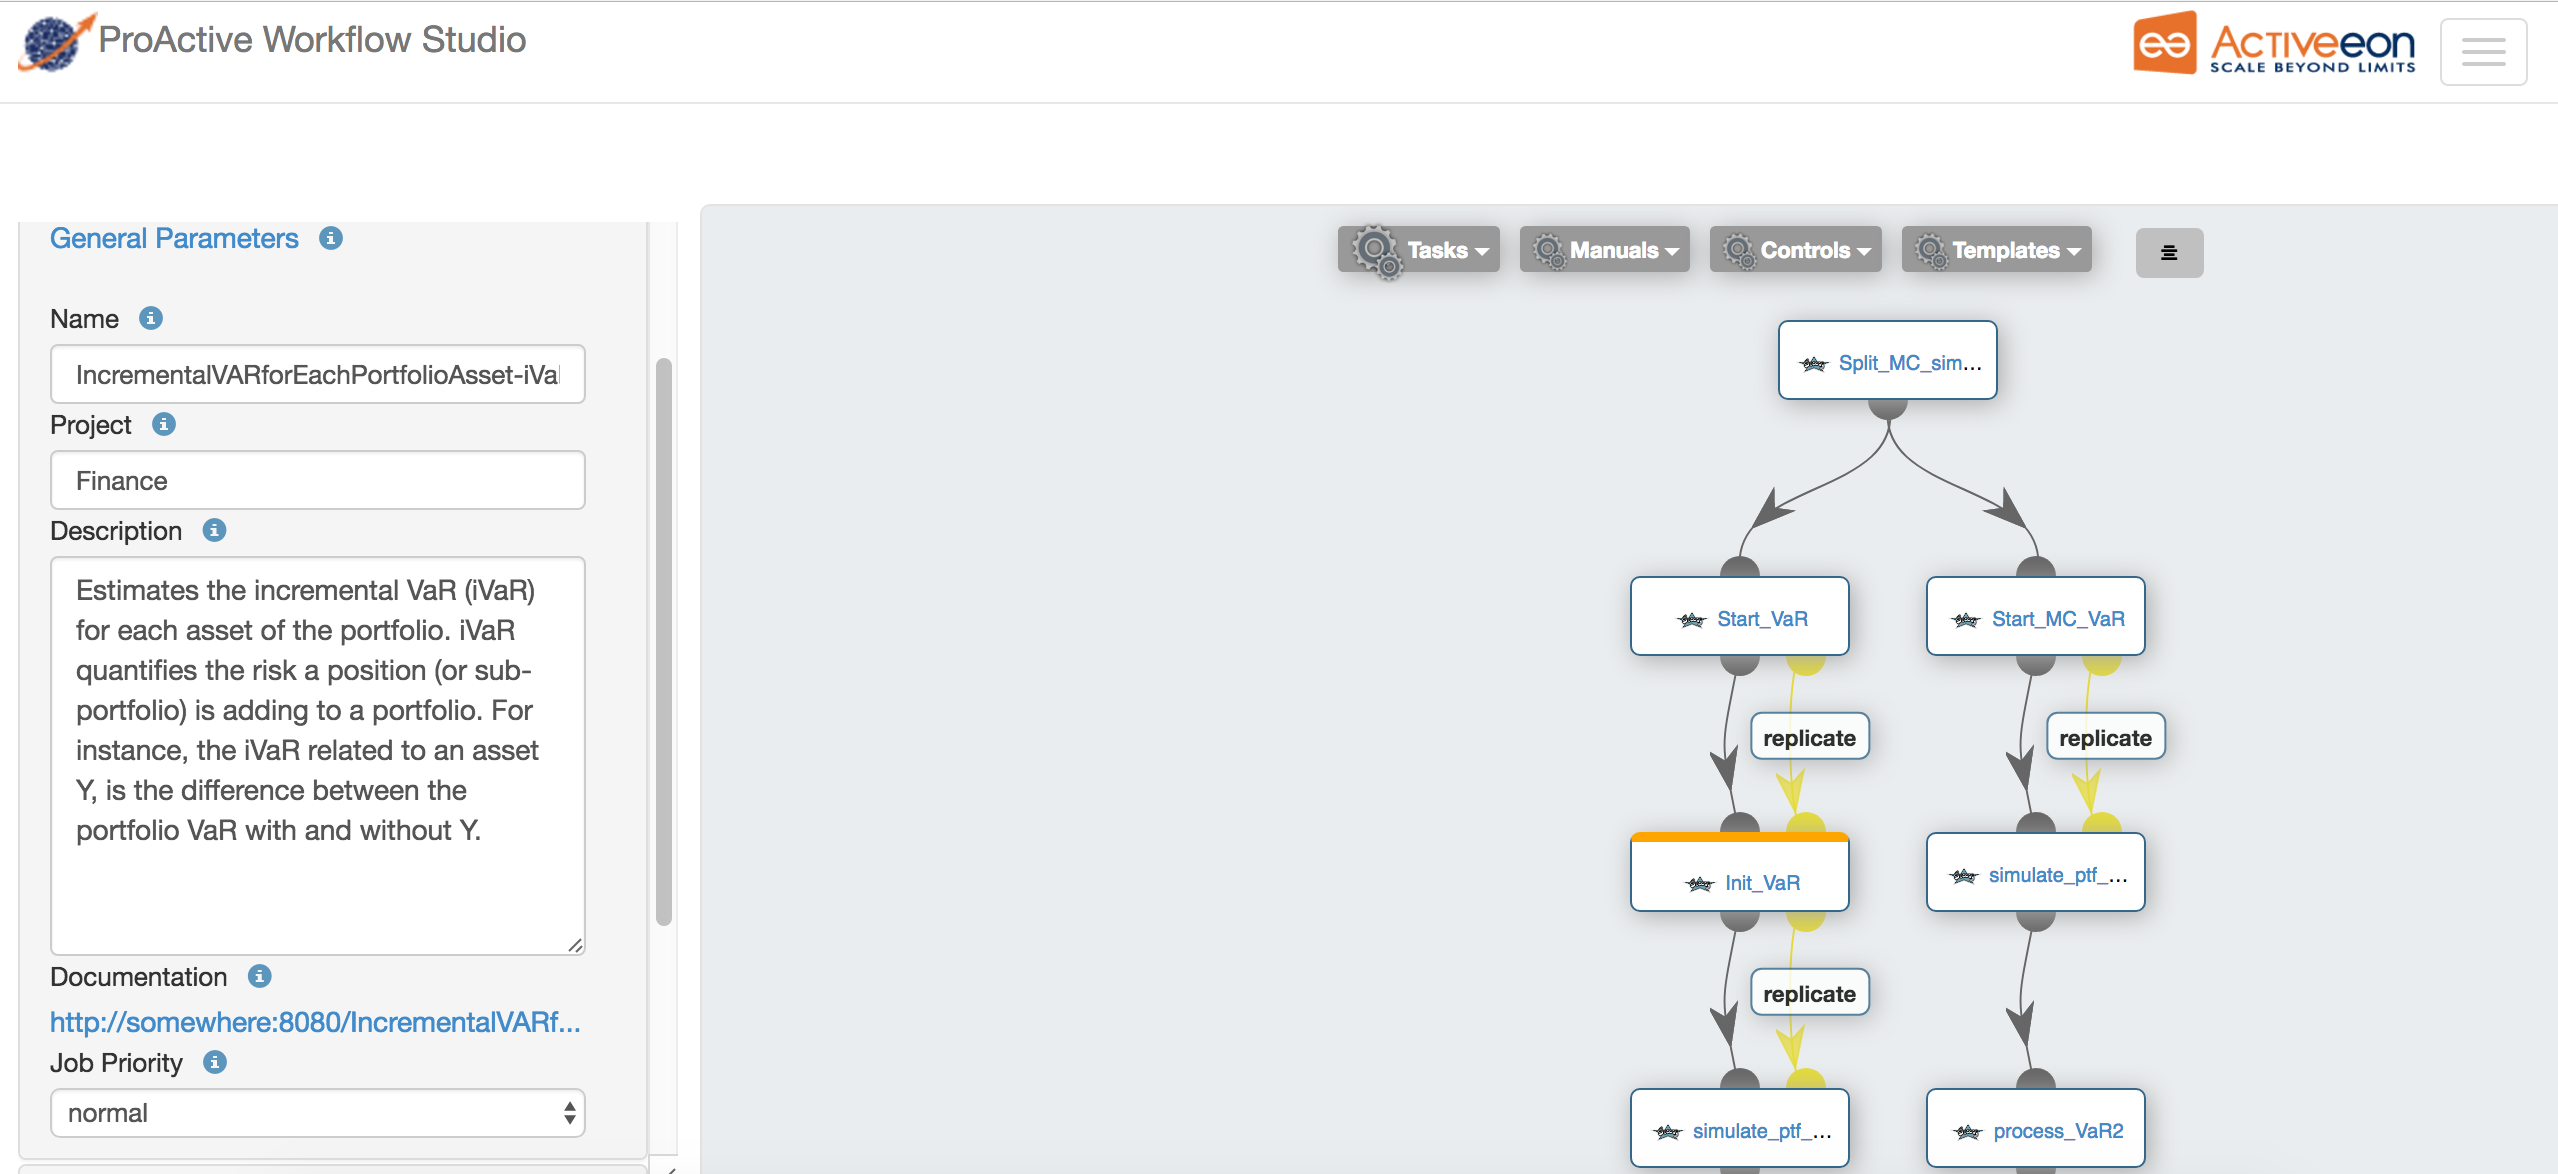 ProActive Workflow Studio
ACTIVEeon
SCALE BEYOND LIMITS
General Parameters
Name
IncrementalVARforEachPortfolioAsset-iVa
Project
Finance
Description
Estimates the incremental VaR (iVaR)
for each asset of the portfolio. iVaR
quantifies the risk a position (or sub-
portfolio) is adding to a portfolio. For
instance, the iVaR related to an asset
Y, is the difference between the
portfolio VaR with and without Y.
Documentation
http://somewhere:8080/IncrementalVARf...
Job Priority
normal
Tasks
Manuals
Controls
Templates
Split_MC_sim...
Start_VaR
Start_MC_VaR
replicate
replicate
Init_VaR
simulate_ptf_...
replicate
simulate_ptf_...
process_VaR2